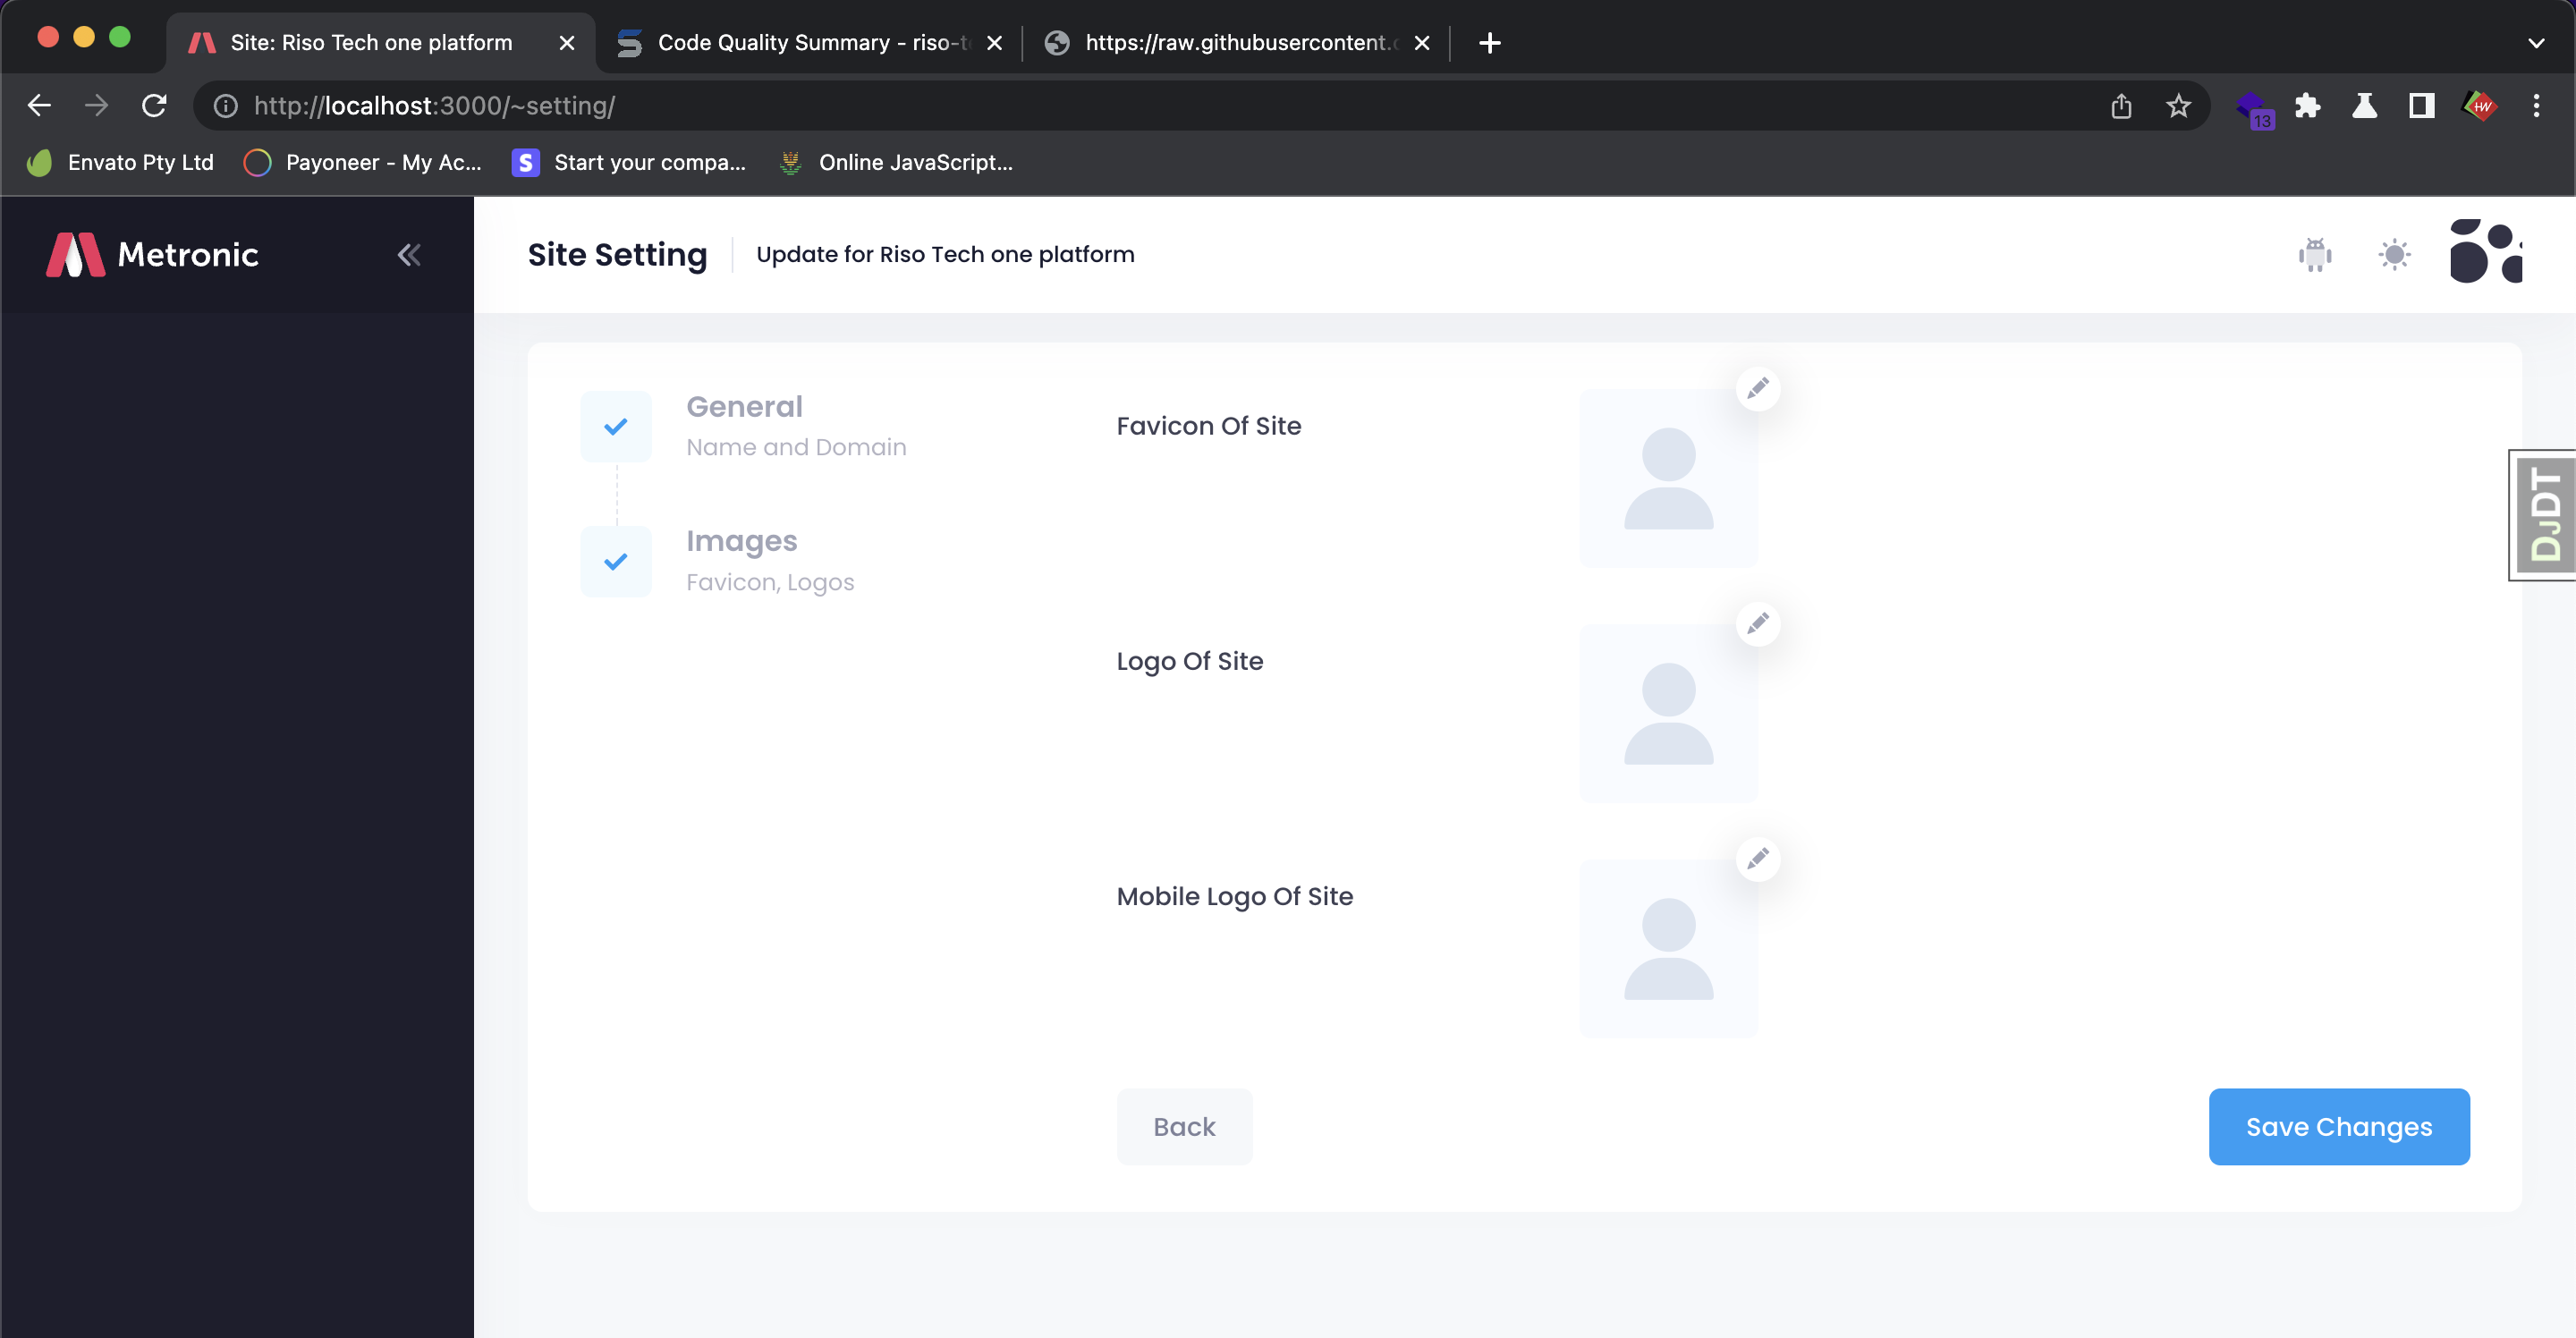 Site: Riso Tech one platform
Code Quality Summary - riso-t
https://raw.githubusercontent.
http://localhost:3000/~setting/
13
HW
Envato Pty Ltd
Payoneer - My Ac...
S
Start your compa...
Online JavaScript...
Metronic
Site Setting
Update for Riso Tech one platform
General
Name and Domain
Images
Favicon, Logos
Favicon Of Site
Logo Of Site
Mobile Logo Of Site
DJDT
Back
Save Changes